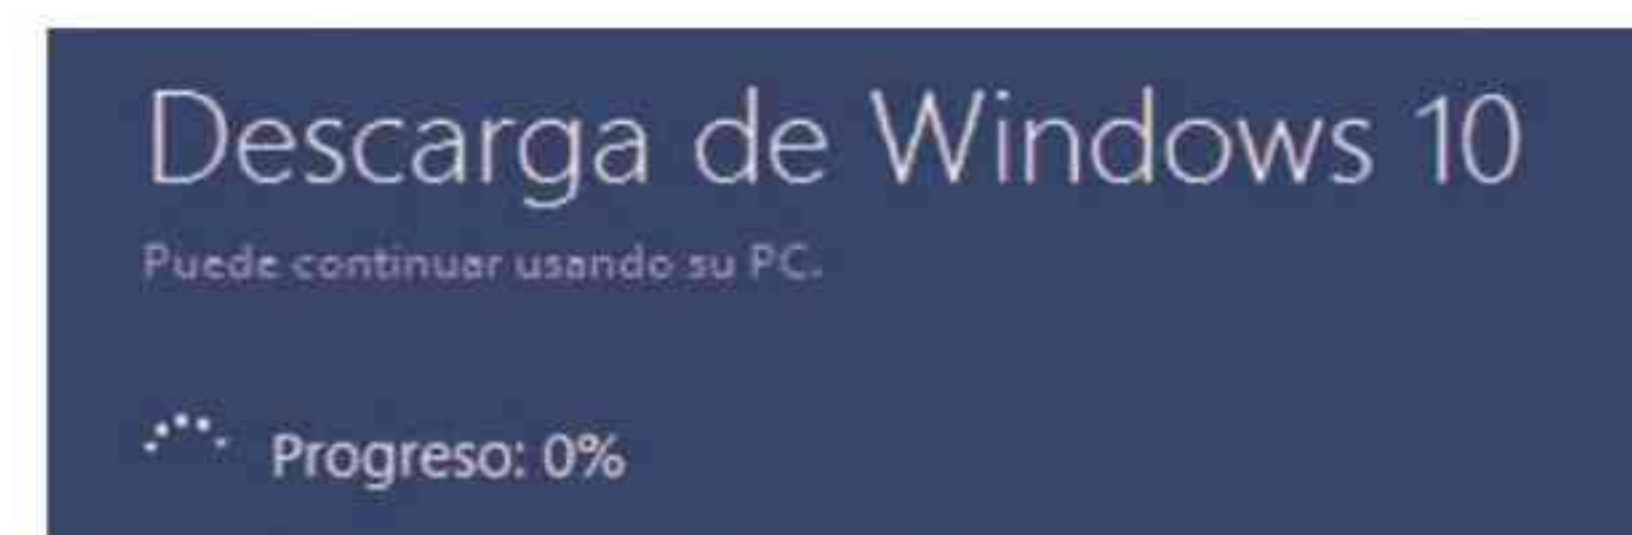 Descarga de Windows 10
Puede continuar usando su PC.
Progreso: 0%